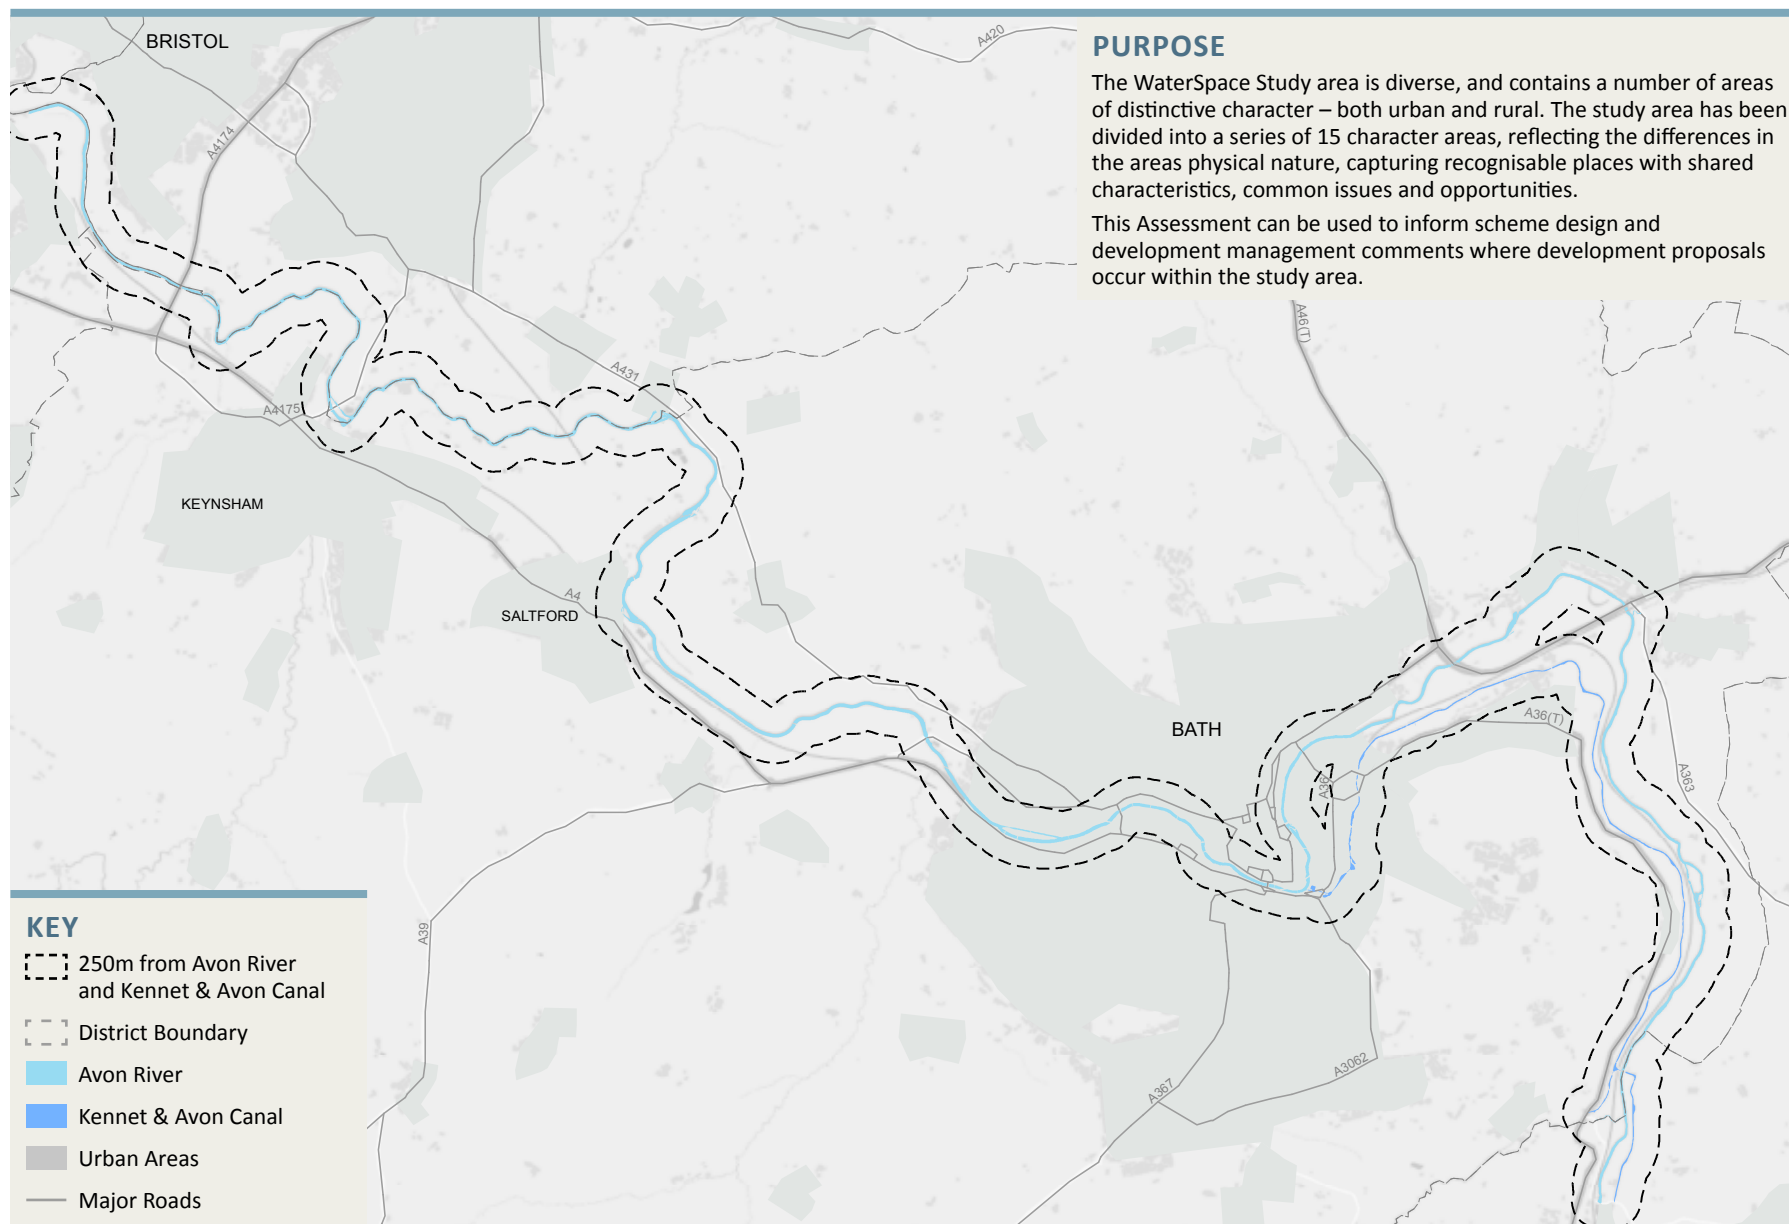 BRISTOL
A420
A4174
PURPOSE
The WaterSpace Study area is diverse, and contains a number of areas
of distinctive character – both urban and rural. The study area has been
divided into a series of 15 character areas, reflecting the differences in
the areas physical nature, capturing recognisable places with shared
characteristics, common issues and opportunities.
This Assessment can be used to inform scheme design and
development management comments where development proposals
occur within the study area.
A46(T)
A431
A4175
KEYNSHAM
A4
SALTFORD
BATH
A36(T)
A36
A363
A39
A3062
A367
KEY
250m from Avon River
and Kennet & Avon Canal
District Boundary
Avon River
Kennet & Avon Canal
Urban Areas
Major Roads